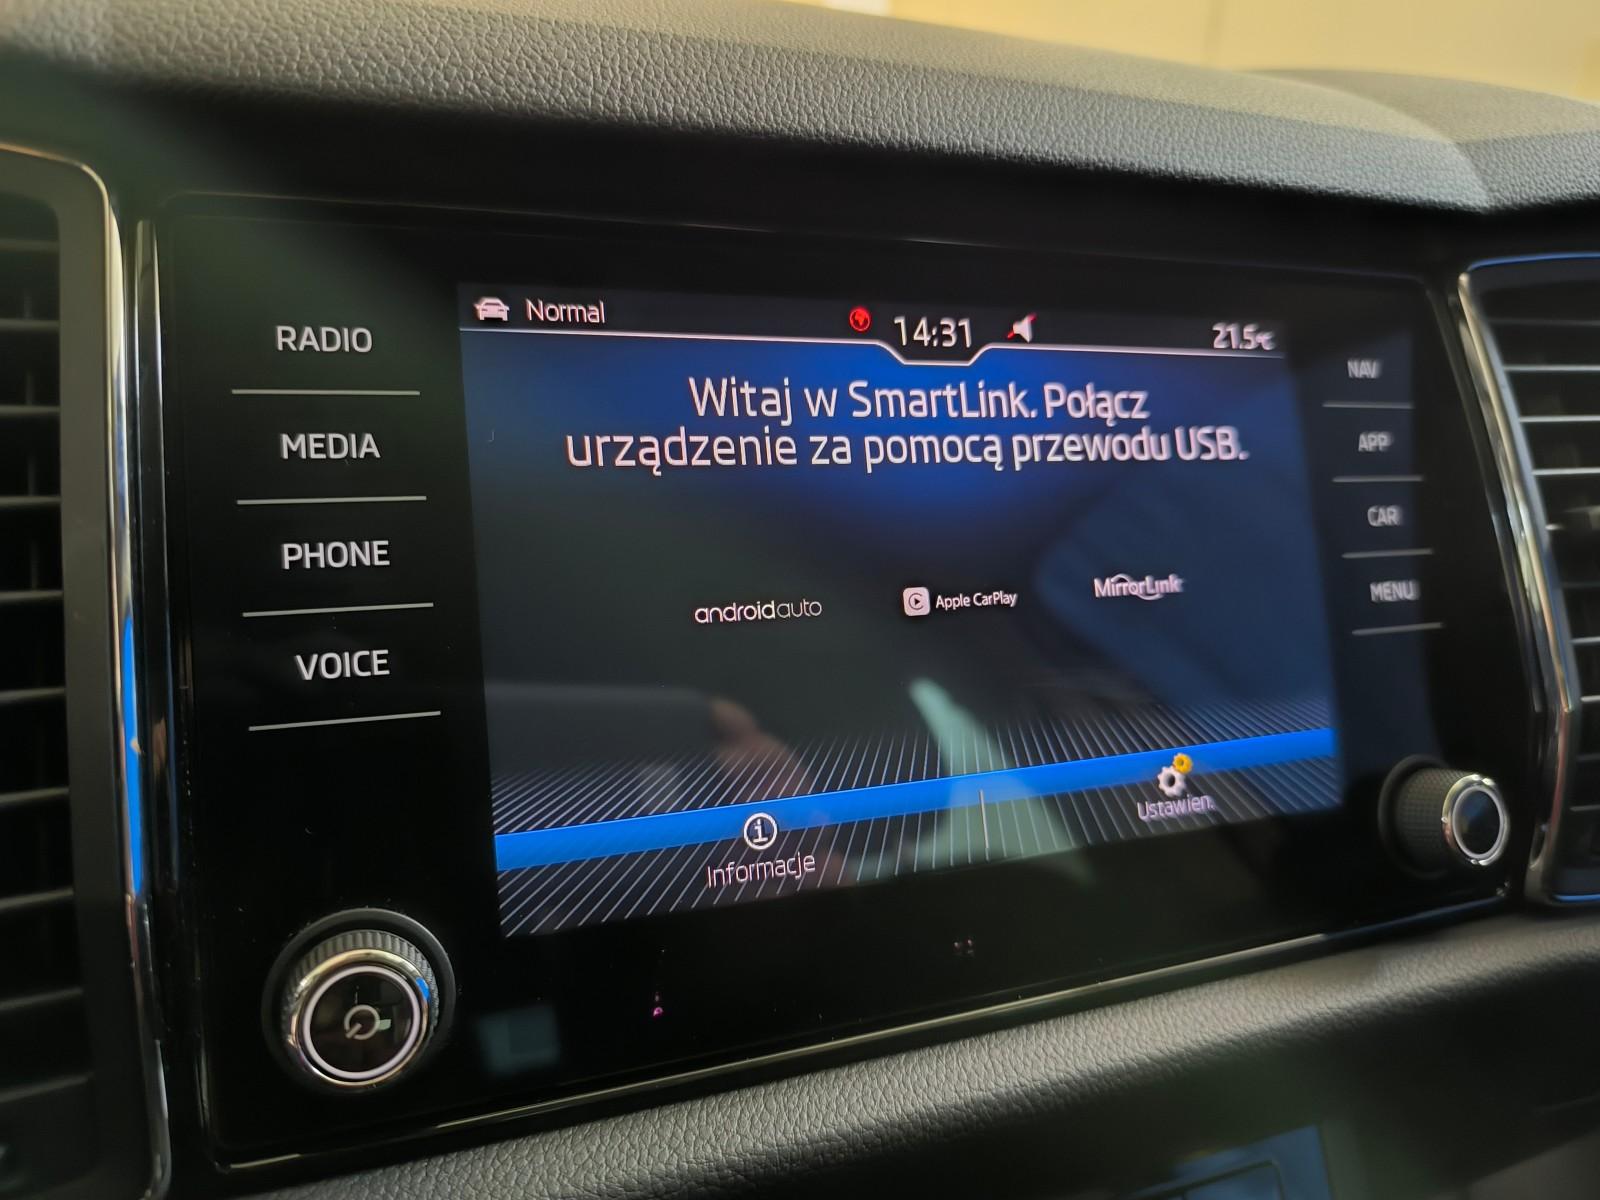 Normal
14:31
21.5°C
RADIO
MEDIA
PHONE
VOICE
Witaj w SmartLink. Połącz
urządzenie za pomocą przewodu USB.
androidauto
Apple CarPlay
MirrorLink
Informacje
Ustawien.
NAV
APP
CAR
MENU